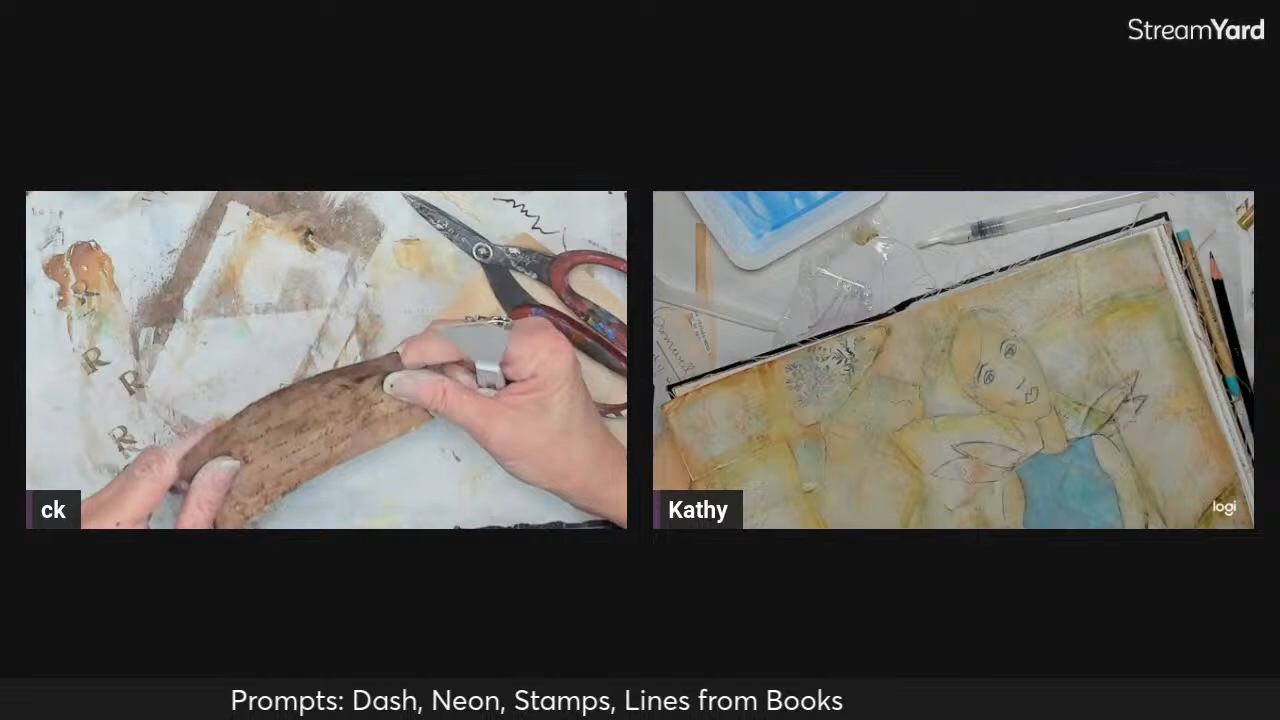 StreamYard
R
R
R
ck
Kathy
logi
Prompts: Dash, Neon, Stamps, Lines from Books